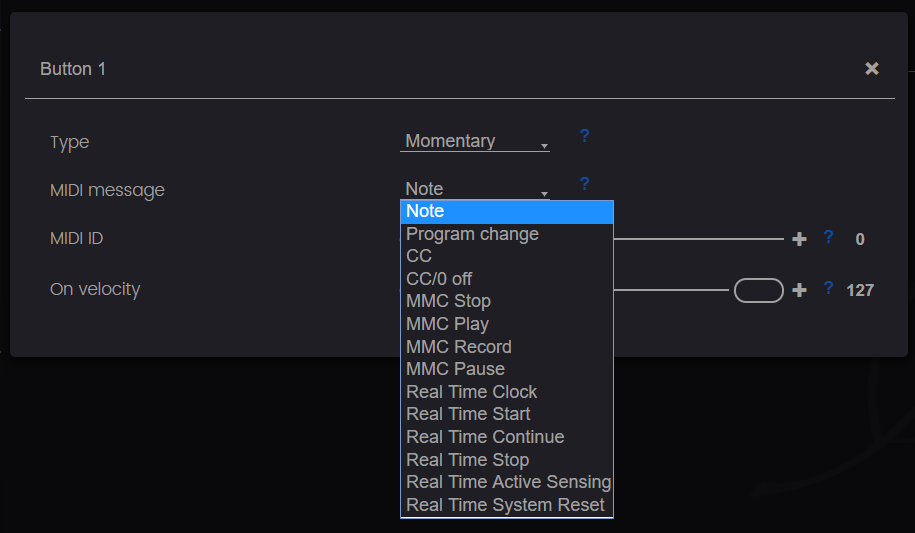 Button 1 ×
Type Momentary ?
MIDI message Note ?
Note
Program change
MIDI ID + ? 0
CC
CC/0 off
On velocity + ? 127
MMC Stop
MMC Play
MMC Record
MMC Pause
Real Time Clock
Real Time Start
Real Time Continue
Real Time Stop
Real Time Active Sensing
Real Time System Reset